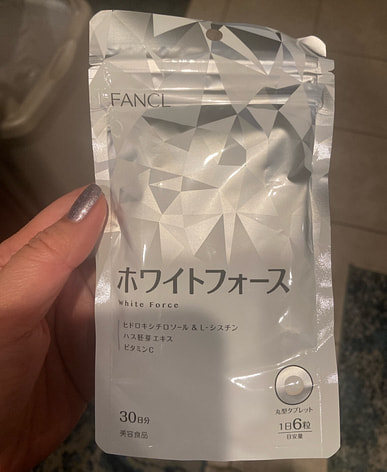 FANCL
ホワイトフォース
White Force
ヒドロキシチロソール & L-シスチン
ハス胚芽エキス
ビタミンC
30日分
美容食品
丸型タブレット
1日6粒
目安量